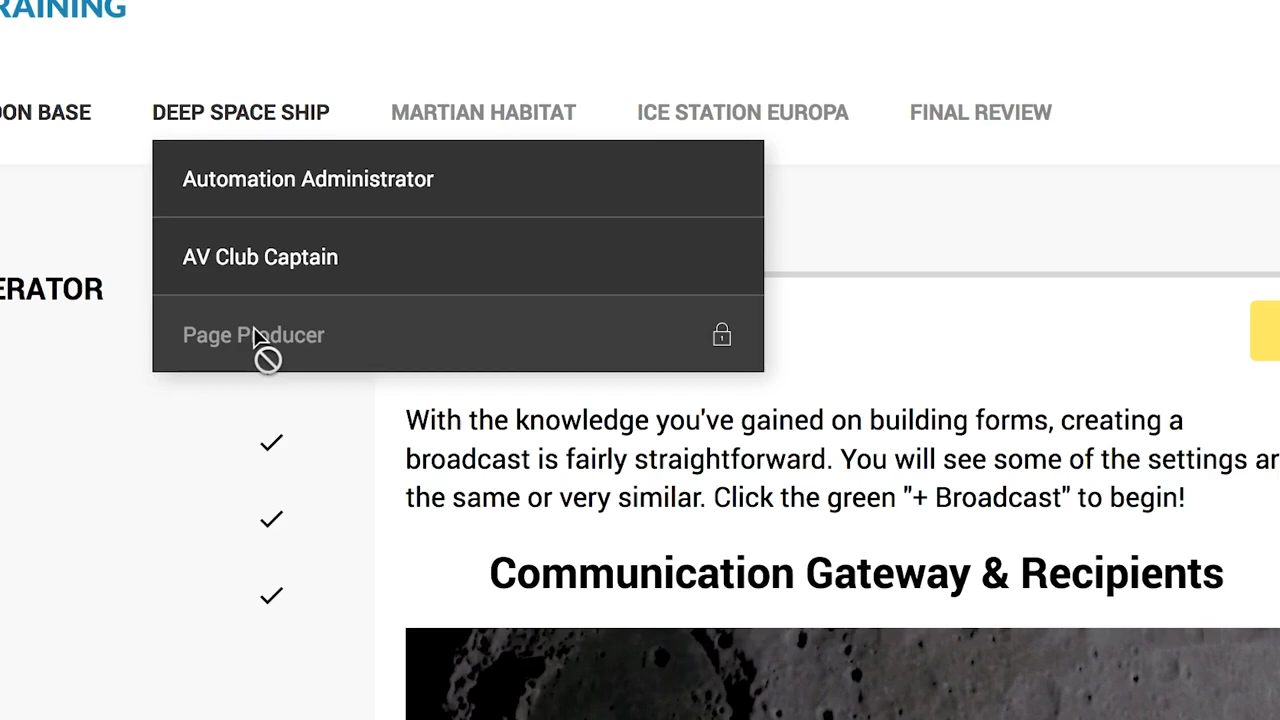 RAINING
OON BASE
DEEP SPACE SHIP
MARTIAN HABITAT
ICE STATION EUROPA
FINAL REVIEW
Automation Administrator
AV Club Captain
ERATOR
Page Producer
With the knowledge you've gained on building forms, creating a
broadcast is fairly straightforward. You will see some of the settings ar
the same or very similar. Click the green "+ Broadcast" to begin!
Communication Gateway & Recipients